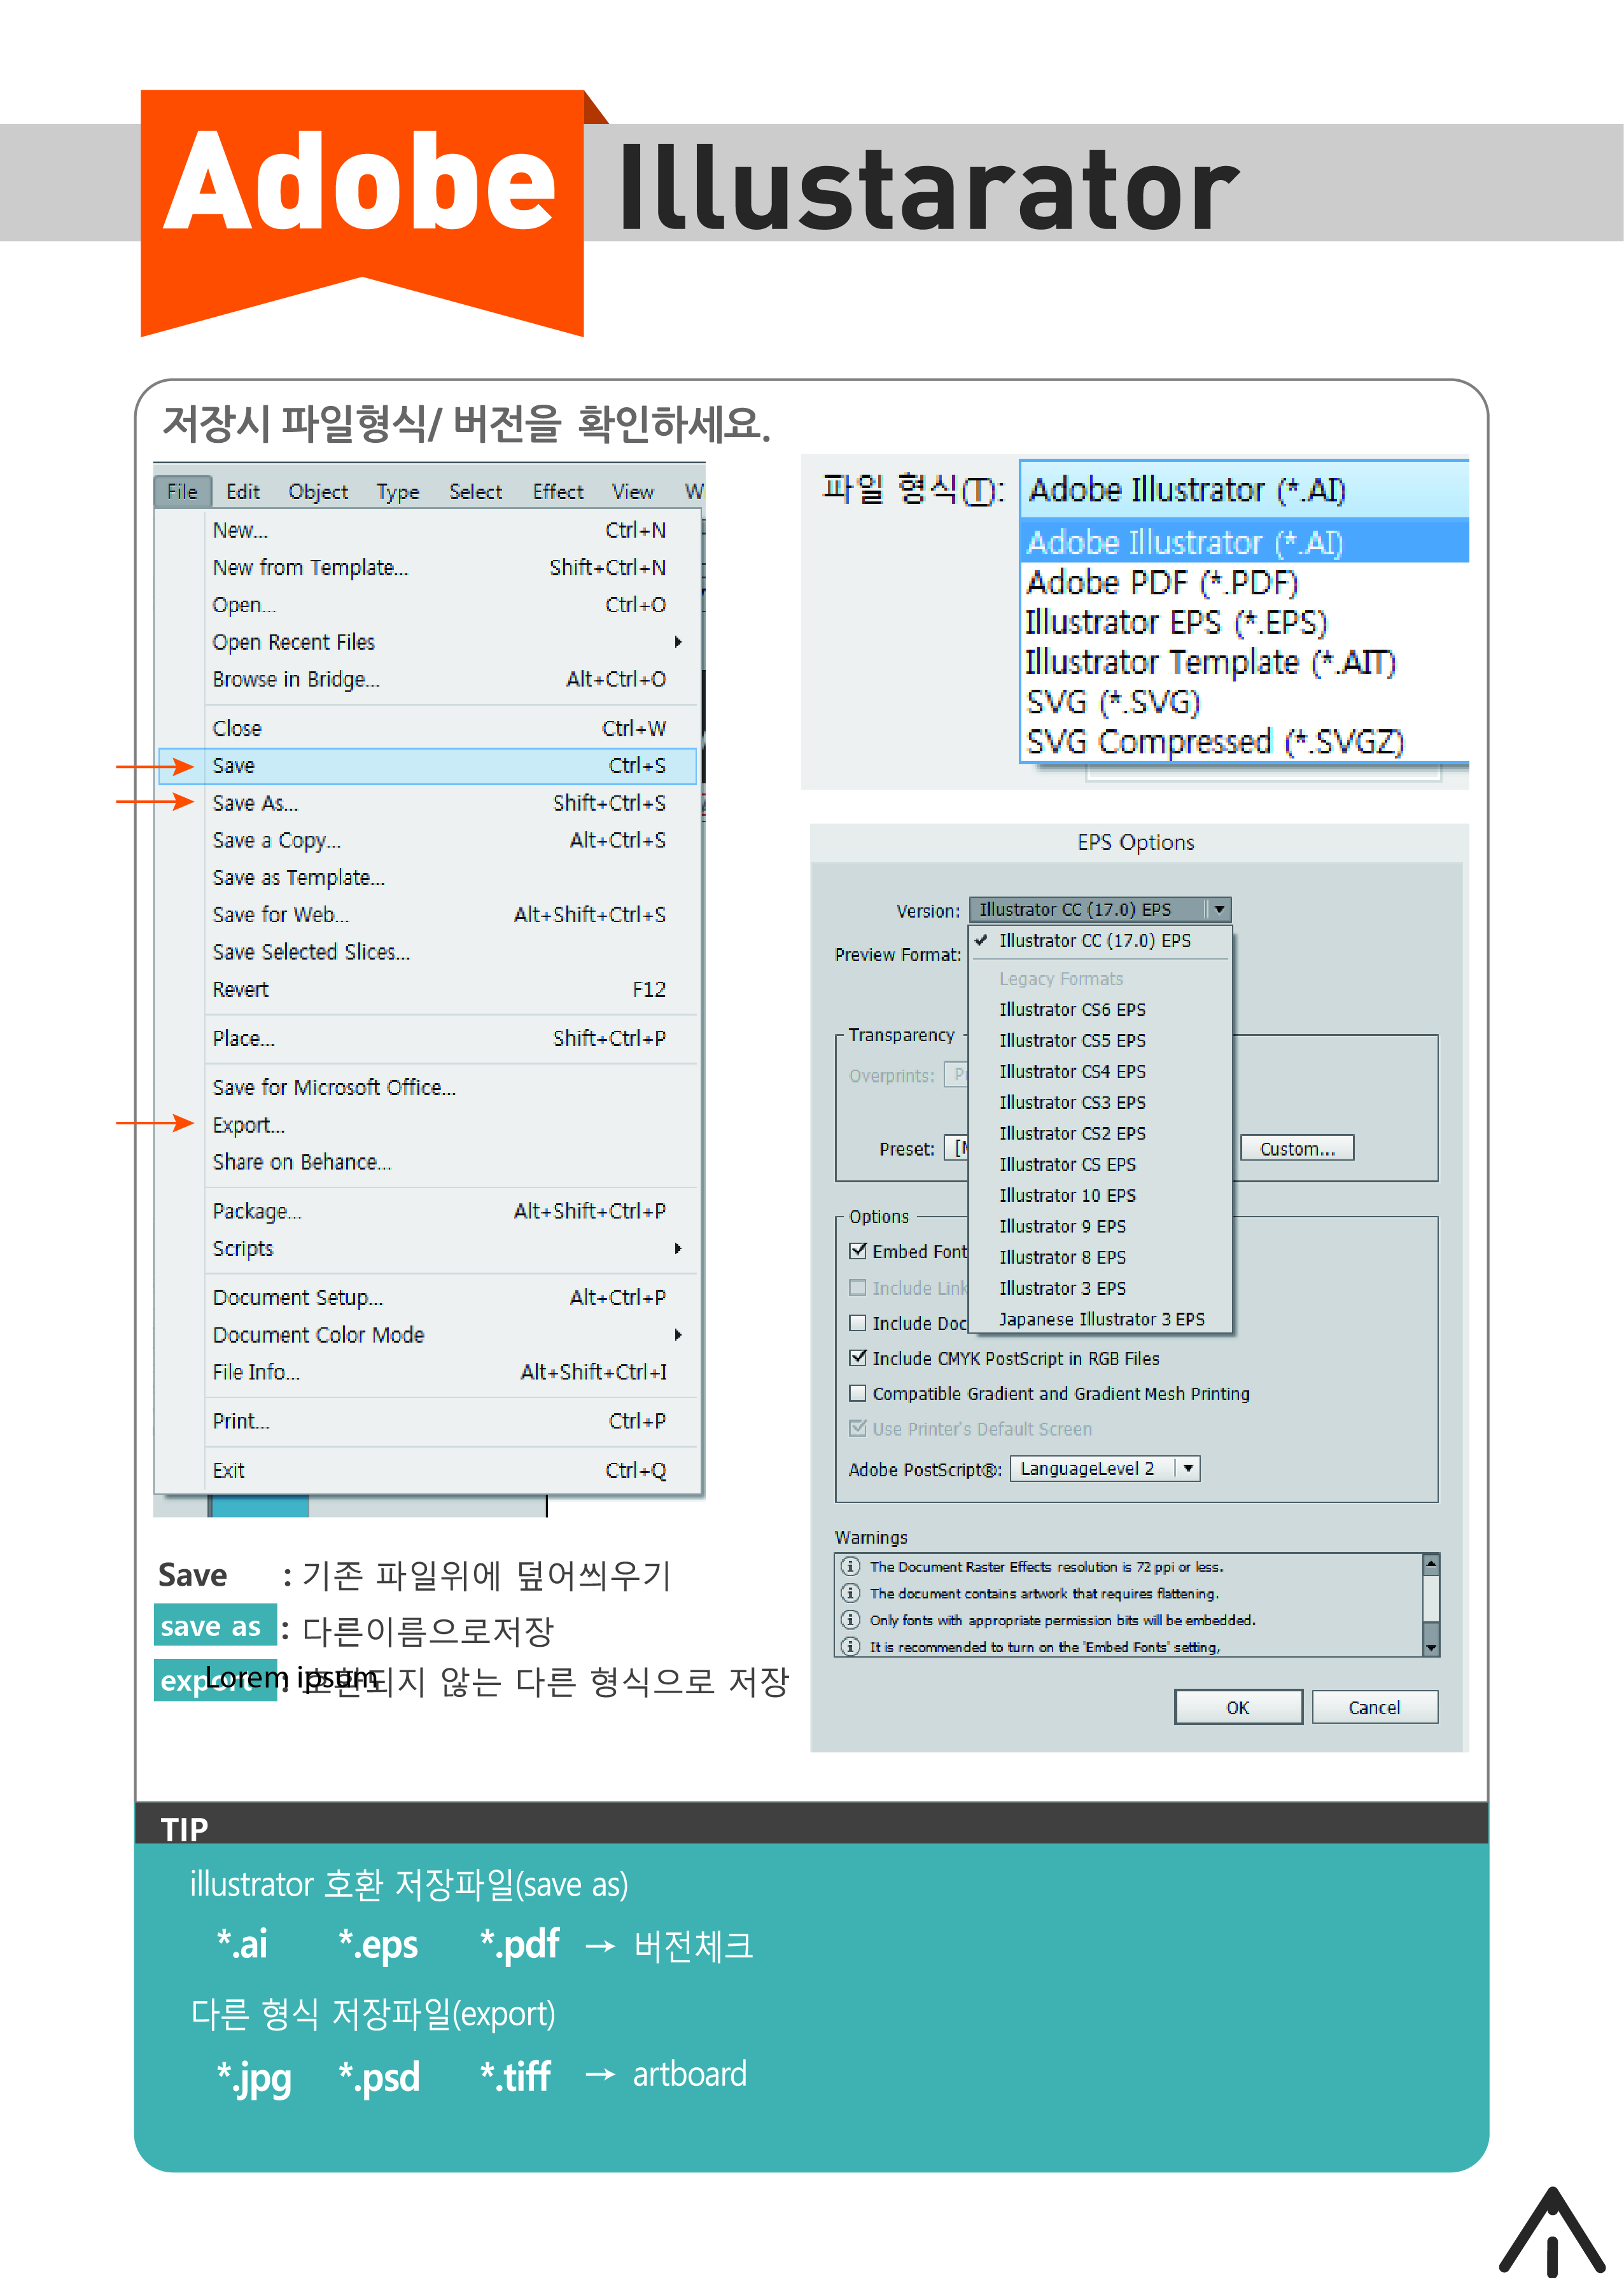 Adobe Illustarator
저장시 파일형식/ 버전을 확인하세요.
File Edit Object Type Select Effect View W
New... Ctrl+N
New from Template... Shift+Ctrl+N
Open... Ctrl+O
Open Recent Files
Browse in Bridge... Alt+Ctrl+O
Close Ctrl+W
Save Ctrl+S
Save As... Shift+Ctrl+S
Save a Copy... Alt+Ctrl+S
Save as Template...
Save for Web... Alt+Shift+Ctrl+S
Save Selected Slices...
Revert F12
Place... Shift+Ctrl+P
Save for Microsoft Office...
Export...
Share on Behance...
Package... Alt+Shift+Ctrl+P
Scripts
Document Setup... Alt+Ctrl+P
Document Color Mode
File Info... Alt+Shift+Ctrl+I
Print... Ctrl+P
Exit Ctrl+Q
파일 형식(T): Adobe Illustrator (*.AI)
Adobe Illustrator (*.AI)
Adobe PDF (*.PDF)
Illustrator EPS (*.EPS)
Illustrator Template (*.AIT)
SVG (*.SVG)
SVG Compressed (*.SVGZ)
EPS Options
Version: Illustrator CC (17.0) EPS
Illustrator CC (17.0) EPS
Preview Format:
Legacy Formats
Illustrator CS6 EPS
Transparency
Illustrator CS5 EPS
Overprints:
Illustrator CS4 EPS
Illustrator CS3 EPS
Illustrator CS2 EPS
Preset: Custom...
Illustrator CS EPS
Illustrator 10 EPS
Options
Illustrator 9 EPS
Embed Font
Illustrator 8 EPS
Include Link
Illustrator 3 EPS
Include Doc
Japanese Illustrator 3 EPS
Include CMYK PostScript in RGB Files
Compatible Gradient and Gradient Mesh Printing
Use Printer's Default Screen
Adobe PostScript®: LanguageLevel 2
Warnings
The Document Raster Effects resolution is 72 ppi or less.
The document contains artwork that requires flattening.
Only fonts with appropriate permission bits will be embedded.
It is recommended to turn on the 'Embed Fonts' setting,
OK Cancel
Save : 기존 파일위에 덮어씌우기
save as : 다른이름으로저장
export : 않는 다른 형식으로 저장
Lorem ipsum
TIP
illustrator 호환 저장파일(save as)
*.ai *.eps *.pdf → 버전체크
다른 형식 저장파일(export)
*.jpg *.psd *.tiff → artboard